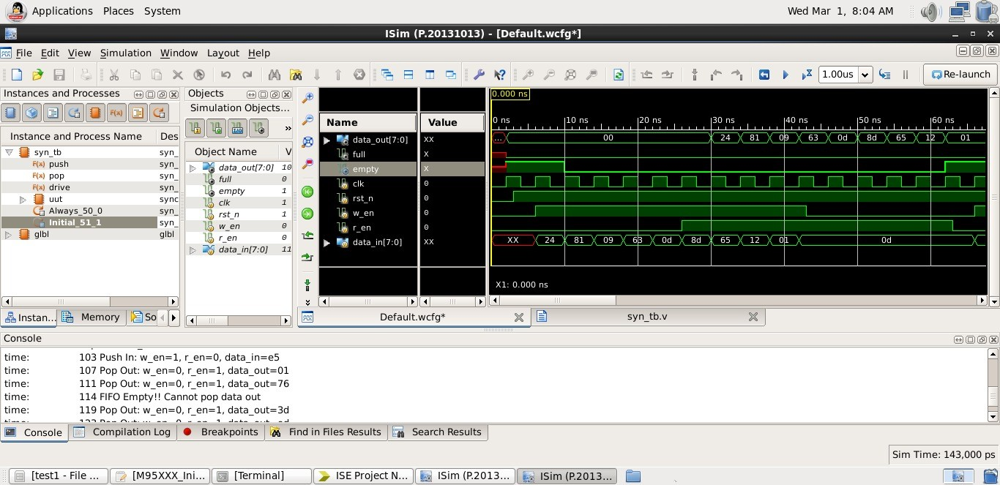 Applications Places System Wed Mar 1, 8:04 AM
ISim (P.20131013) - [Default.wcfg*]
File Edit View Simulation Window Layout Help
1.00us Re-launch
Instances and Processes
Instance and Process Name Des
syn_tb syn_
push syn_
pop syn_
drive syn_
uut sync
Always_50_0 syn_
Initial_51_1 syn_
glbl glbl
Instan... Memory So
Objects
Simulation Objects...
Object Name V
data_out[7:0] 10
full 0
empty 1
clk 1
rst_n 1
w_en 0
r_en 0
data_in[7:0] 11
Name Value
data_out[7:0] XX
full X
empty X
clk 0
rst_n 0
w_en 0
r_en 0
data_in[7:0] XX
0.000 ns
0 ns 10 ns 20 ns 30 ns 40 ns 50 ns 60 ns
... 00 24 81 09 63 0d 8d 65 12 01
XX 24 81 09 63 0d 8d 65 12 01 0d
X1: 0.000 ns
Default.wcfg* syn_tb.v
Console
time: 103 Push In: w_en=1, r_en=0, data_in=e5
time: 107 Pop Out: w_en=0, r_en=1, data_out=01
time: 111 Pop Out: w_en=0, r_en=1, data_out=76
time: 114 FIFO Empty!! Cannot pop data out
time: 119 Pop Out: w_en=0, r_en=1, data_out=3d
Console Compilation Log Breakpoints Find in Files Results Search Results
Sim Time: 143,000 ps
[test1 - File ... [M95XXX_Ini... [Terminal] ISE Project N... ISim (P.2013... ISim (P.2013...